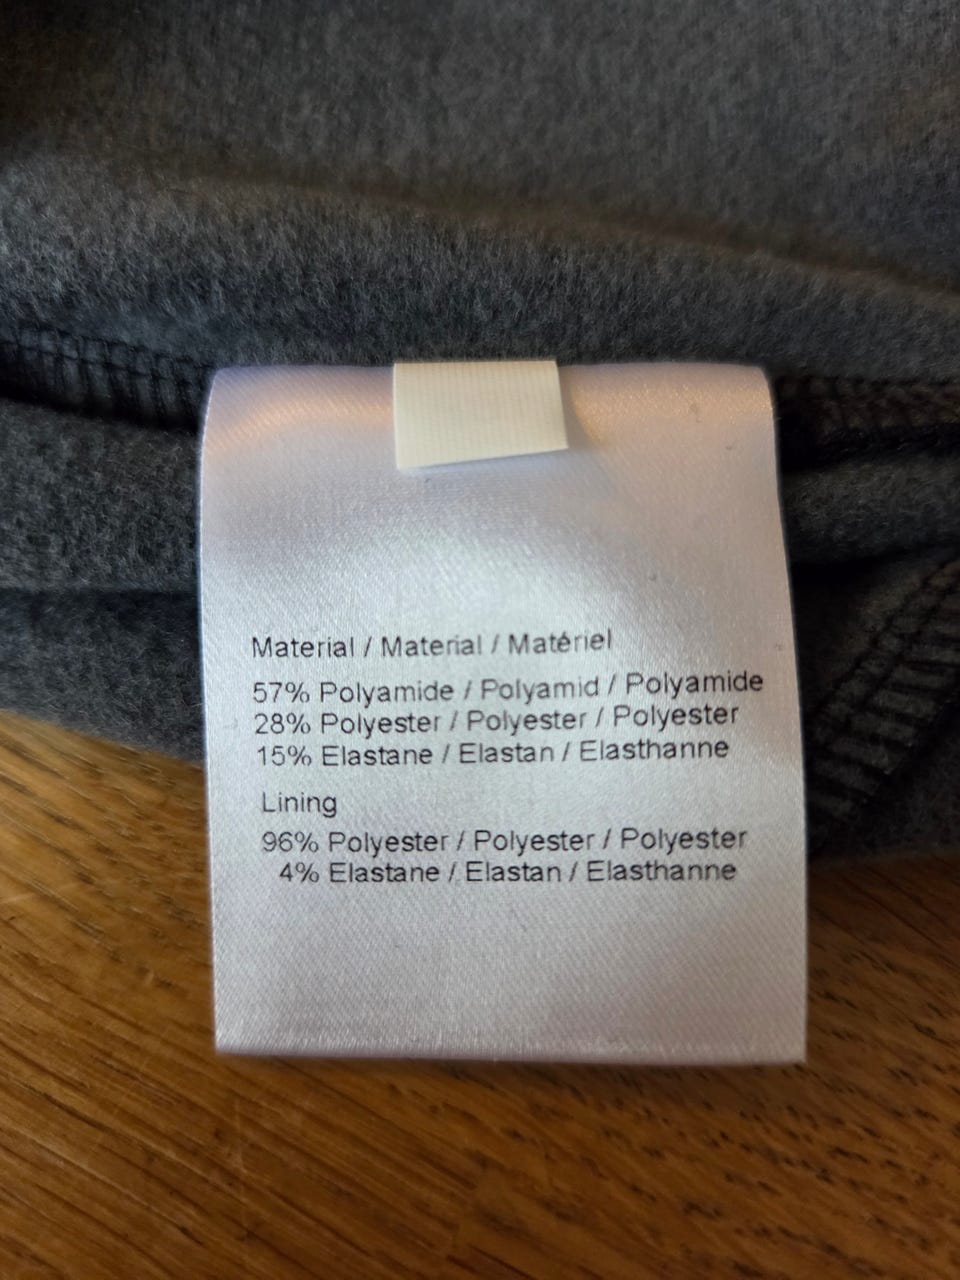 Material / Material / Matériel
57% Polyamide / Polyamid / Polyamide
28% Polyester / Polyester / Polyester
15% Elastane / Elastan / Elasthanne
Lining
96% Polyester / Polyester / Polyester
4% Elastane / Elastan / Elasthanne